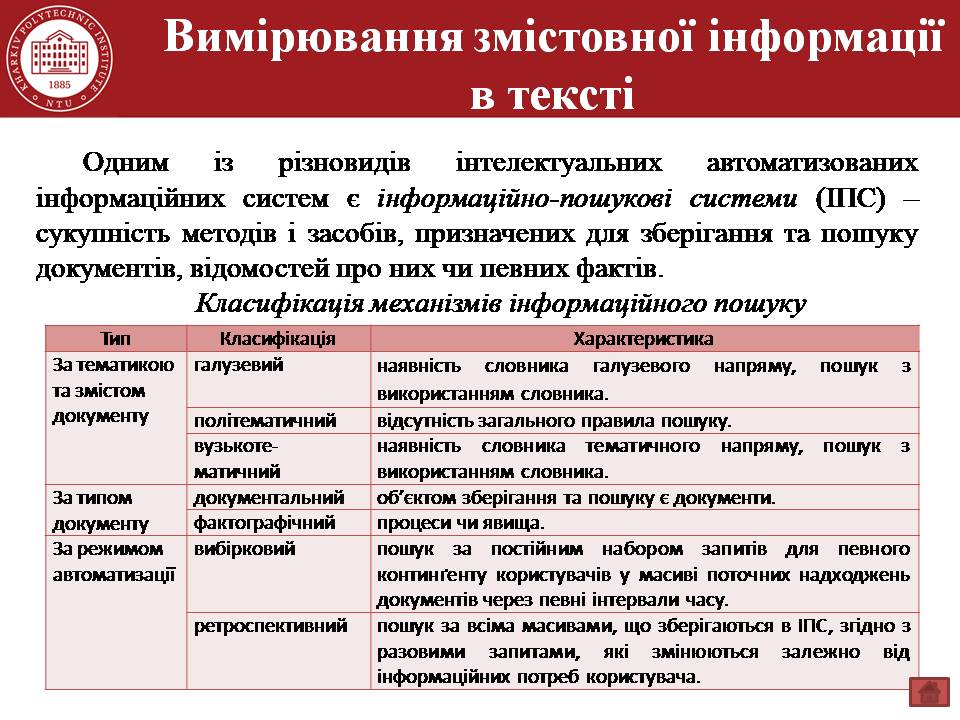 KHARKIV POLYTECHNIC INSTITUTE
1885
NTU
Вимірювання змістовної інформації
в тексті
Одним із різновидів інтелектуальних автоматизованих
інформаційних систем є інформаційно-пошукові системи (ІПС) –
сукупність методів і засобів, призначених для зберігання та пошуку
документів, відомостей про них чи певних фактів.
Класифікація механізмів інформаційного пошуку
Тип Класифікація Характеристика
За тематикою
та змістом
документу
галузевий
наявність словника галузевого напряму, пошук з
використанням словника.
політематичний
відсутність загального правила пошуку.
вузькоте-
матичний
наявність словника тематичного напряму, пошук з
використанням словника.
За типом
документу
документальний
об’єктом зберігання та пошуку є документи.
фактографічний
процеси чи явища.
За режимом
автоматизації
вибірковий
пошук за постійним набором запитів для певного
контингенту користувачів у масиві поточних надходжень
документів через певні інтервали часу.
ретроспективний
пошук за всіма масивами, що зберігаються в ІПС, згідно з
разовими запитами, які змінюються залежно від
інформаційних потреб користувача.